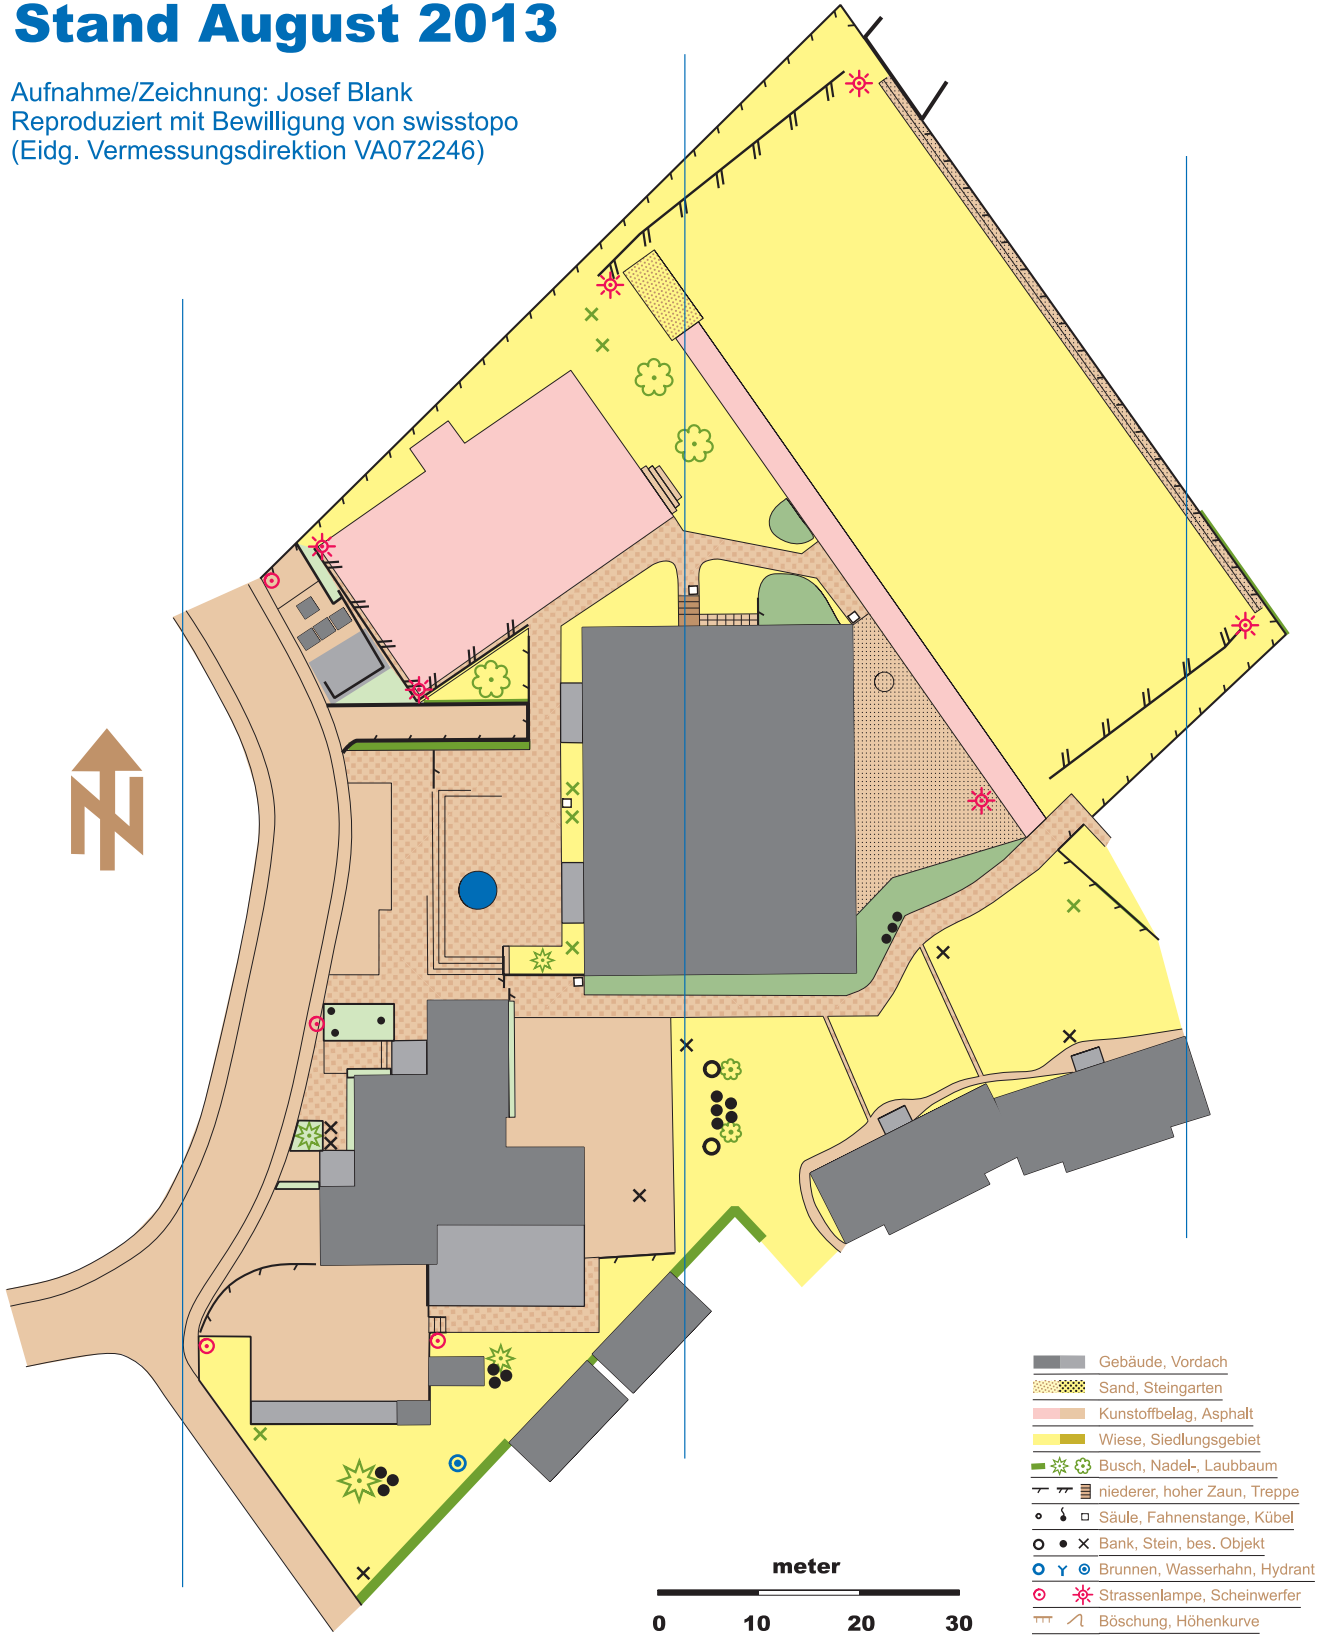 Stand August 2013
Aufnahme/Zeichnung: Josef Blank
Reproduziert mit Bewilligung von swisstopo
(Eidg. Vermessungsdirektion VA072246)
N
Gebäude, Vordach
Sand, Steingarten
Kunstoffbelag, Asphalt
Wiese, Siedlungsgebiet
Busch, Nadel-, Laubbaum
niederer, hoher Zaun, Treppe
Säule, Fahnenstange, Kübel
Bank, Stein, bes. Objekt
Brunnen, Wasserhahn, Hydrant
Strassenlampe, Scheinwerfer
Böschung, Höhenkurve
meter
0 10 20 30